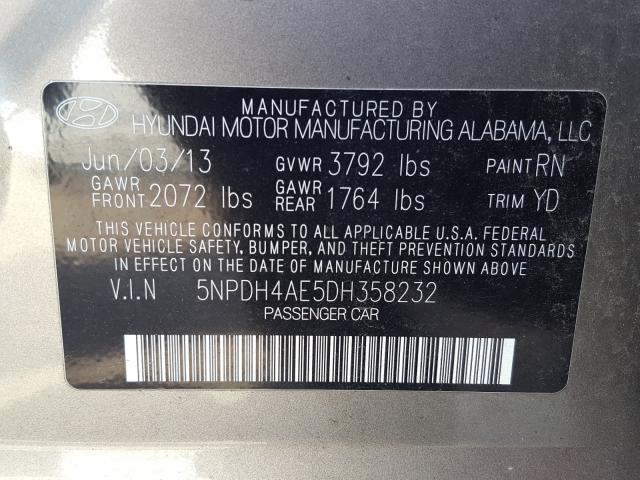 MANUFACTURED BY
HYUNDAI MOTOR MANUFACTURING ALABAMA, LLC
Jun/03/13 GVWR 3792 lbs PAINT RN
GAWR FRONT 2072 lbs GAWR REAR 1764 lbs TRIM YD
THIS VEHICLE CONFORMS TO ALL APPLICABLE U.S.A. FEDERAL
MOTOR VEHICLE SAFETY, BUMPER, AND THEFT PREVENTION STANDARDS
IN EFFECT ON THE DATE OF MANUFACTURE SHOWN ABOVE.
V.I.N 5NPDH4AE5DH358232
PASSENGER CAR